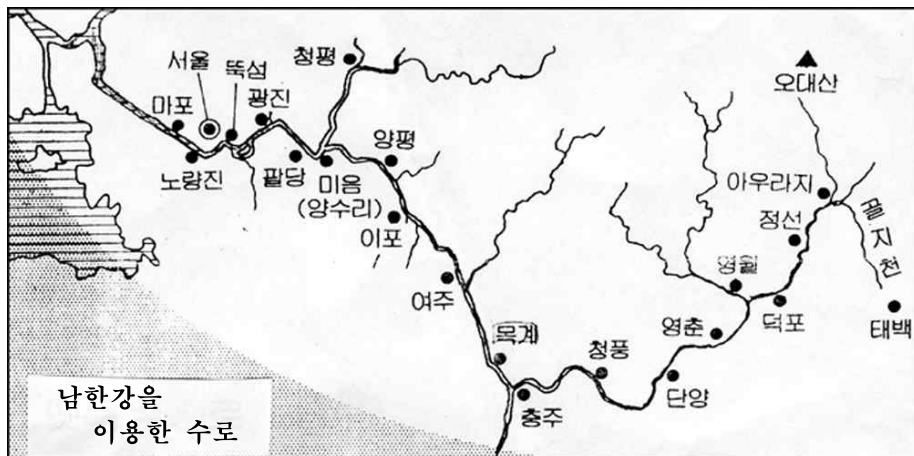 청평
서울
뚝섬
광진
마포
노량진
팔당
미음
(양수리)
양평
이포
여주
목계
충주
청풍
단양
영춘
영월
덕포
정선
아우라지
오대산
골지천
태백
남한강을
이용한 수로